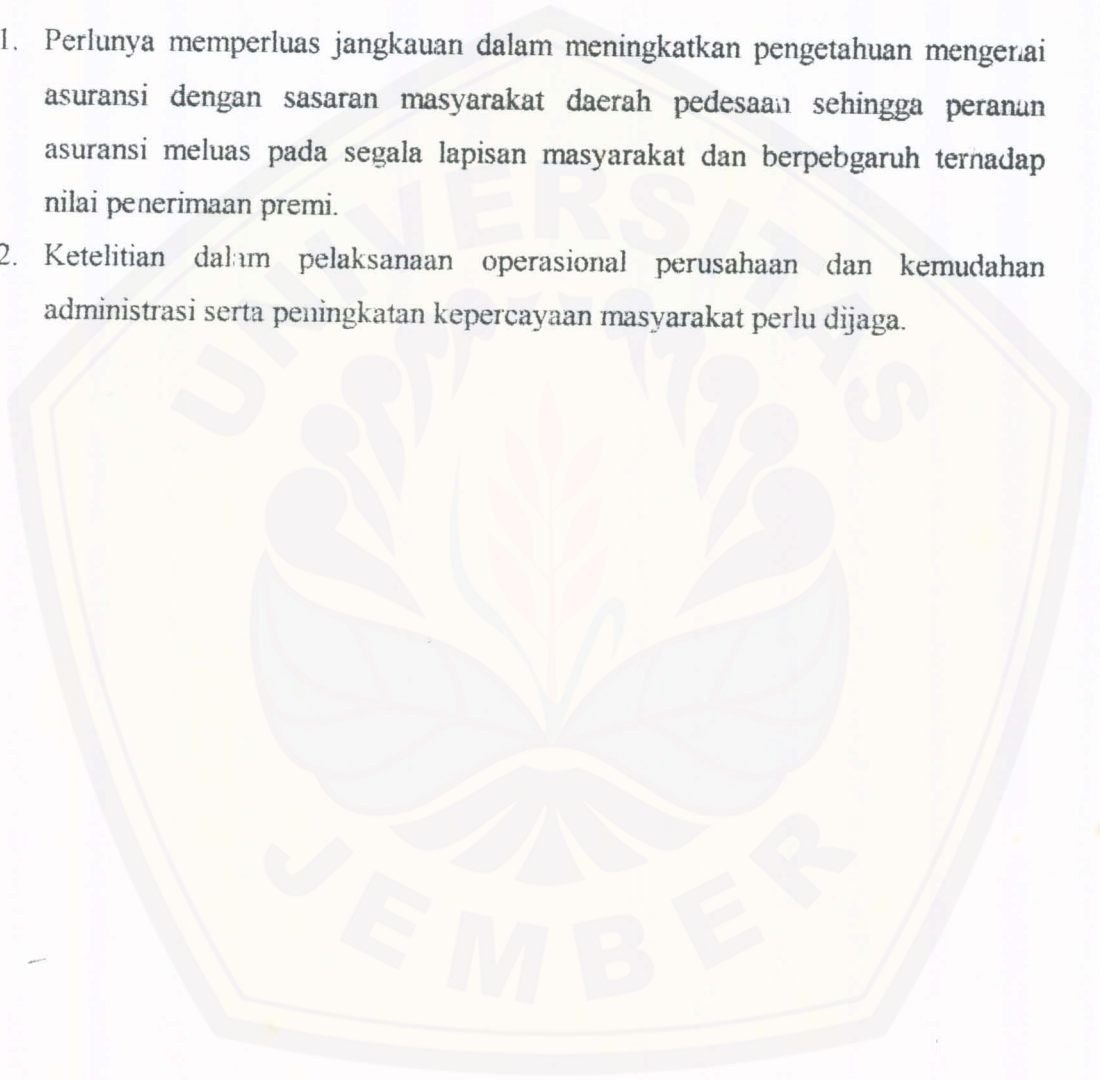 1. Perlunya memperluas jangkauan dalam meningkatkan pengetahuan mengenai
asuransi dengan sasaran masyarakat daerah pedesaan sehingga peranan
asuransi meluas pada segala lapisan masyarakat dan berpebgaruh terhadap
nilai penerimaan premi.
2. Ketelitian dalam pelaksanaan operasional perusahaan dan kemudahan
administrasi serta peningkatan kepercayaan masyarakat perlu dijaga.
UNIVERSITAS
JEMBER